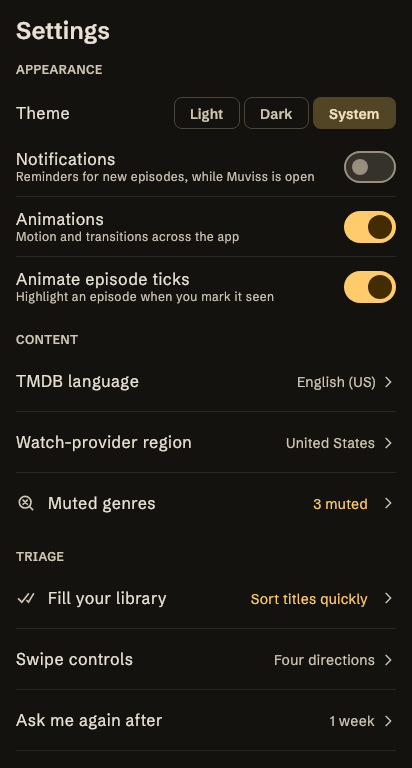 Settings
APPEARANCE
Theme
Light
Dark
System
Notifications
Reminders for new episodes, while Muviss is open
Animations
Motion and transitions across the app
Animate episode ticks
Highlight an episode when you mark it seen
CONTENT
TMDB language
English (US)
Watch-provider region
United States
Muted genres
3 muted
TRIAGE
Fill your library
Sort titles quickly
Swipe controls
Four directions
Ask me again after
1 week